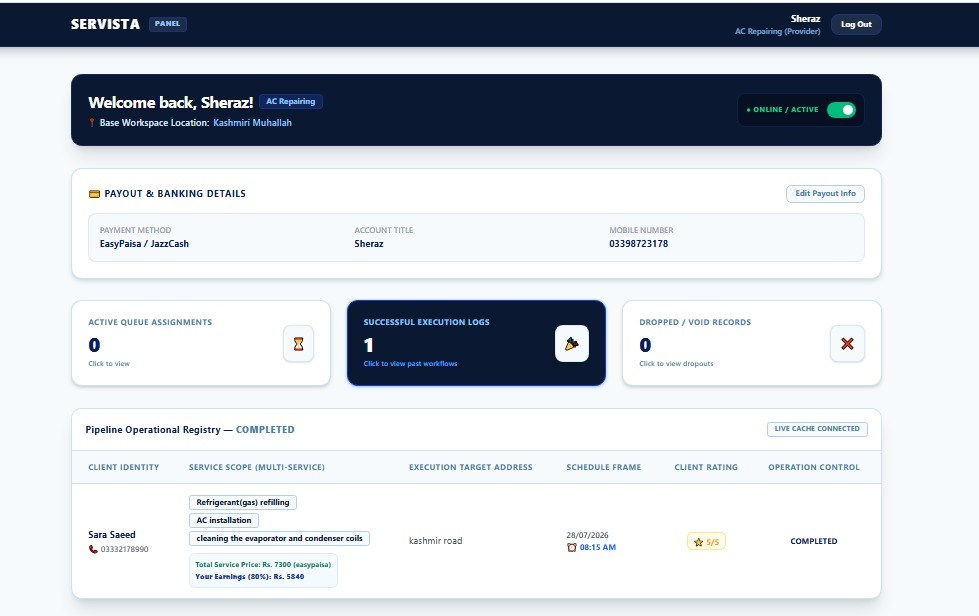 SERVISTA PANEL
Sheraz
AC Repairing (Provider)
Log Out
Welcome back, Sheraz! AC Repairing
Base Workspace Location: Kashmiri Muhallah
• ONLINE / ACTIVE
PAYOUT & BANKING DETAILS
Edit Payout Info
PAYMENT METHOD ACCOUNT TITLE MOBILE NUMBER
EasyPaisa / JazzCash Sheraz 03398723178
ACTIVE QUEUE ASSIGNMENTS
0
Click to view
SUCCESSFUL EXECUTION LOGS
1
Click to view past workflows
DROPPED / VOID RECORDS
0
Click to view dropouts
Pipeline Operational Registry — COMPLETED
LIVE CACHE CONNECTED
CLIENT IDENTITY SERVICE SCOPE (MULTI-SERVICE) EXECUTION TARGET ADDRESS SCHEDULE FRAME CLIENT RATING OPERATION CONTROL
Sara Saeed
03332178990
Refrigerant(gas) refilling
AC installation
cleaning the evaporator and condenser coils
Total Service Price: Rs. 7300 (easypaisa)
Your Earnings (80%): Rs. 5840
kashmir road
28/07/2026
08:15 AM
5/5
COMPLETED